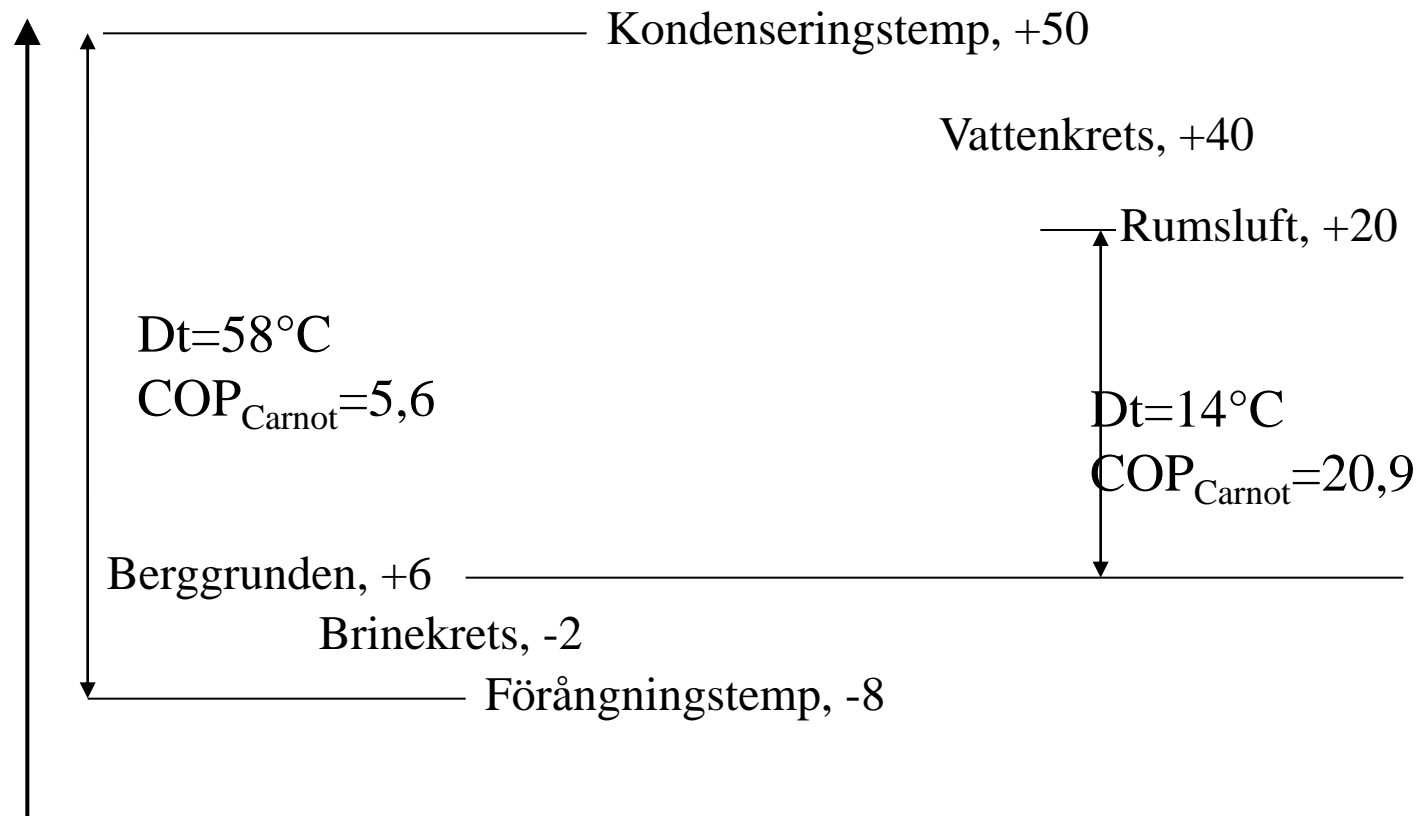 Kondenseringstemp, +50
Vattenkrets, +40
Rumsluft, +20
Dt=58°C
COPCarnot=5,6
Dt=14°C
COPCarnot=20,9
Berggrunden, +6
Brinekrets, -2
Förångningstemp, -8